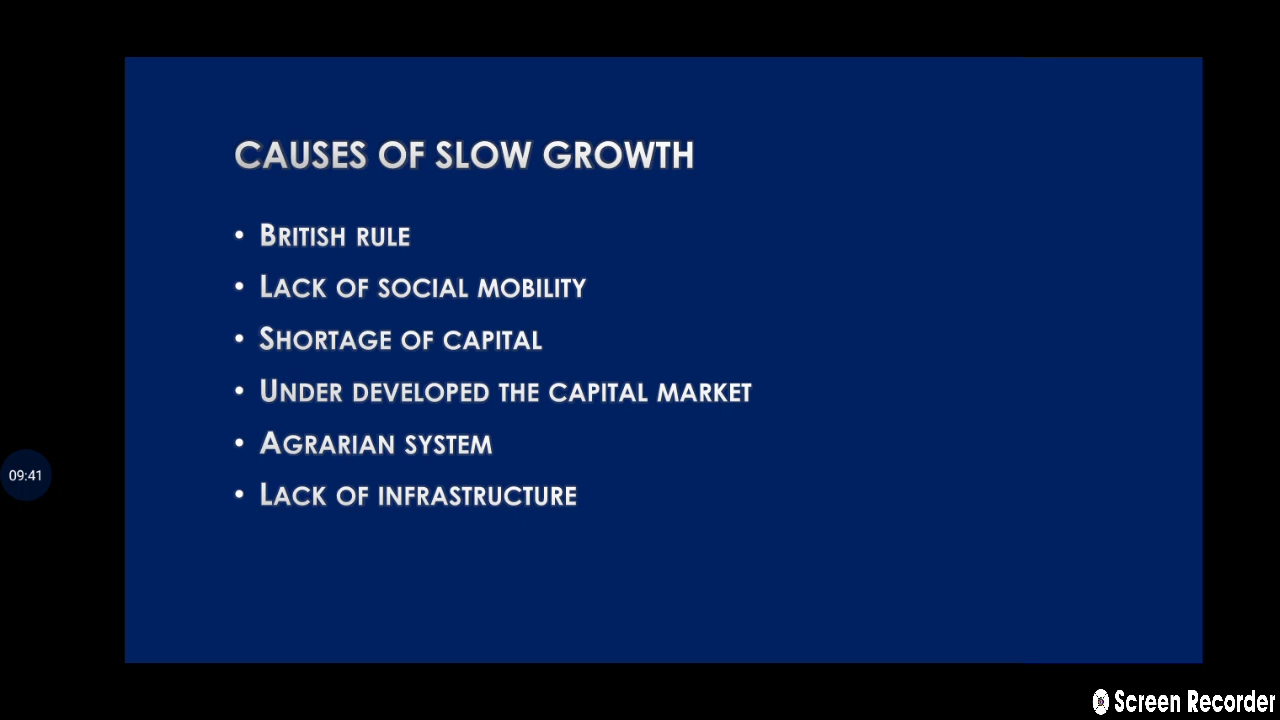 CAUSES OF SLOW GROWTH
• BRITISH RULE
• LACK OF SOCIAL MOBILITY
• SHORTAGE OF CAPITAL
• UNDER DEVELOPED THE CAPITAL MARKET
• AGRARIAN SYSTEM
• LACK OF INFRASTRUCTURE
09:41
Screen Recorder